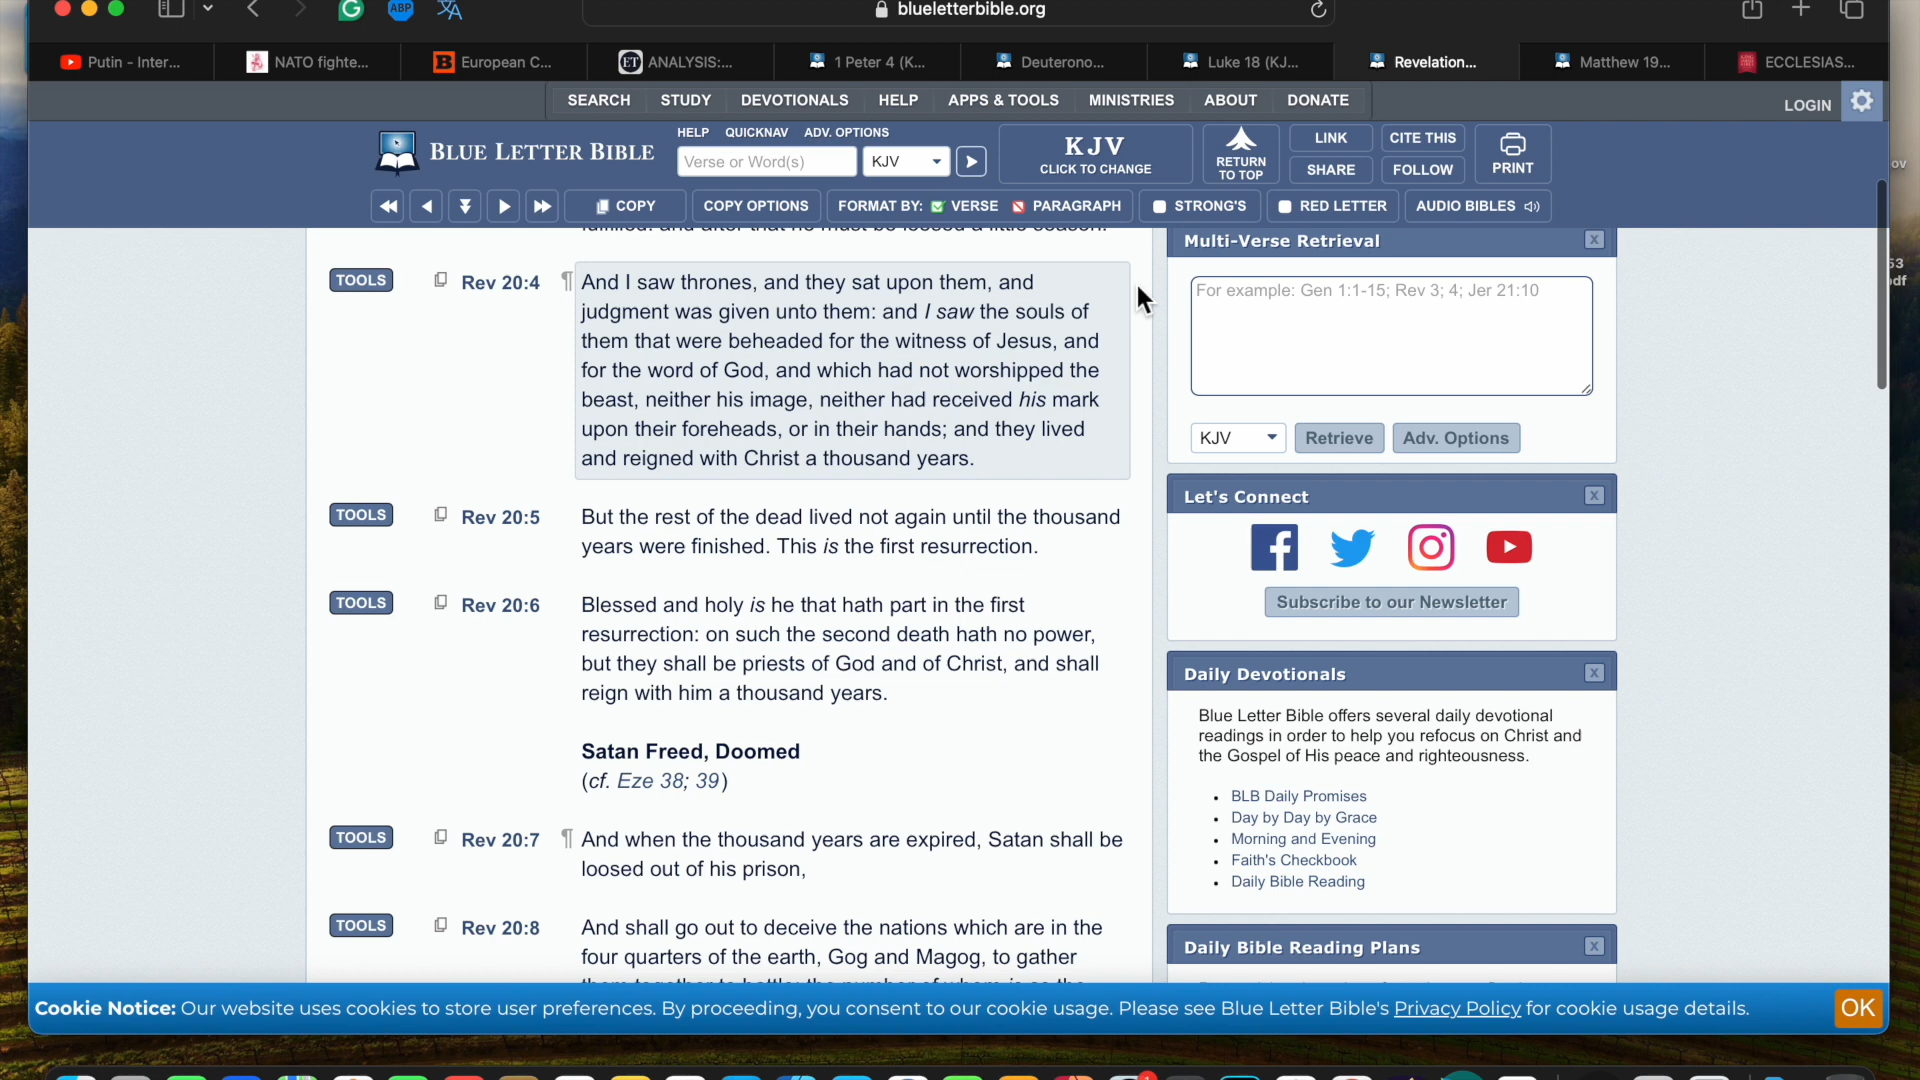 blueletterbible.org
Putin - Inter...
NATO fighte...
European C...
ANALYSIS:...
1 Peter 4 (K...
Deuterono...
Luke 18 (KJ...
Revelation...
Matthew 19...
ECCLESIAS...
SEARCH STUDY DEVOTIONALS HELP APPS & TOOLS MINISTRIES ABOUT DONATE
LOGIN
BLUE LETTER BIBLE
HELP QUICKNAV ADV. OPTIONS
Verse or Word(s)
KJV
KJV
CLICK TO CHANGE
RETURN
TO TOP
LINK
CITE THIS
SHARE
FOLLOW
PRINT
COPY
COPY OPTIONS
FORMAT BY: VERSE PARAGRAPH
STRONG'S
RED LETTER
AUDIO BIBLES
fulfilled: and after that he must be loosed a little season.
TOOLS
Rev 20:4
¶ And I saw thrones, and they sat upon them, and
judgment was given unto them: and I saw the souls of
them that were beheaded for the witness of Jesus, and
for the word of God, and which had not worshipped the
beast, neither his image, neither had received his mark
upon their foreheads, or in their hands; and they lived
and reigned with Christ a thousand years.
TOOLS
Rev 20:5
But the rest of the dead lived not again until the thousand
years were finished. This is the first resurrection.
TOOLS
Rev 20:6
Blessed and holy is he that hath part in the first
resurrection: on such the second death hath no power,
but they shall be priests of God and of Christ, and shall
reign with him a thousand years.
Satan Freed, Doomed
(cf. Eze 38; 39)
TOOLS
Rev 20:7
¶ And when the thousand years are expired, Satan shall be
loosed out of his prison,
TOOLS
Rev 20:8
And shall go out to deceive the nations which are in the
four quarters of the earth, Gog and Magog, to gather
Multi-Verse Retrieval
For example: Gen 1:1-15; Rev 3; 4; Jer 21:10
KJV
Retrieve
Adv. Options
Let's Connect
Subscribe to our Newsletter
Daily Devotionals
Blue Letter Bible offers several daily devotional
readings in order to help you refocus on Christ and
the Gospel of His peace and righteousness.
BLB Daily Promises
Day by Day by Grace
Morning and Evening
Faith's Checkbook
Daily Bible Reading
Daily Bible Reading Plans
Cookie Notice: Our website uses cookies to store user preferences. By proceeding, you consent to our cookie usage. Please see Blue Letter Bible's Privacy Policy for cookie usage details.
OK
ABP
ov
53
df